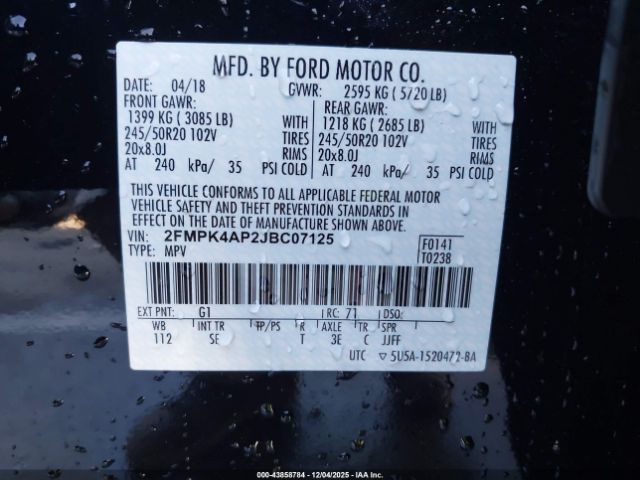 MFD. BY FORD MOTOR CO.
DATE: 04/18 GVWR: 2595 KG ( 5720 LB)
FRONT GAWR: REAR GAWR:
1399 KG ( 3085 LB) WITH 1218 KG ( 2685 LB) WITH
245/50R20 102V TIRES 245/50R20 102V TIRES
20x8.0J RIMS 20x8.0J RIMS
AT 240 kPa/ 35 PSI COLD AT 240 kPa/ 35 PSI COLD
THIS VEHICLE CONFORMS TO ALL APPLICABLE FEDERAL MOTOR
VEHICLE SAFETY AND THEFT PREVENTION STANDARDS IN
EFFECT ON THE DATE OF MANUFACTURE SHOWN ABOVE.
VIN: 2FMPK4AP2JBC07125 F0141
TYPE: MPV T0238
EXT PNT: G1 RC: 71 DSO:
WB INT TR TP/PS R AXLE TR SPR
112 SE T 3E C JJFF
UTC ▽ 5U5A-1520472-BA
000-43858784 - 12/04/2025 - IAAI.COM